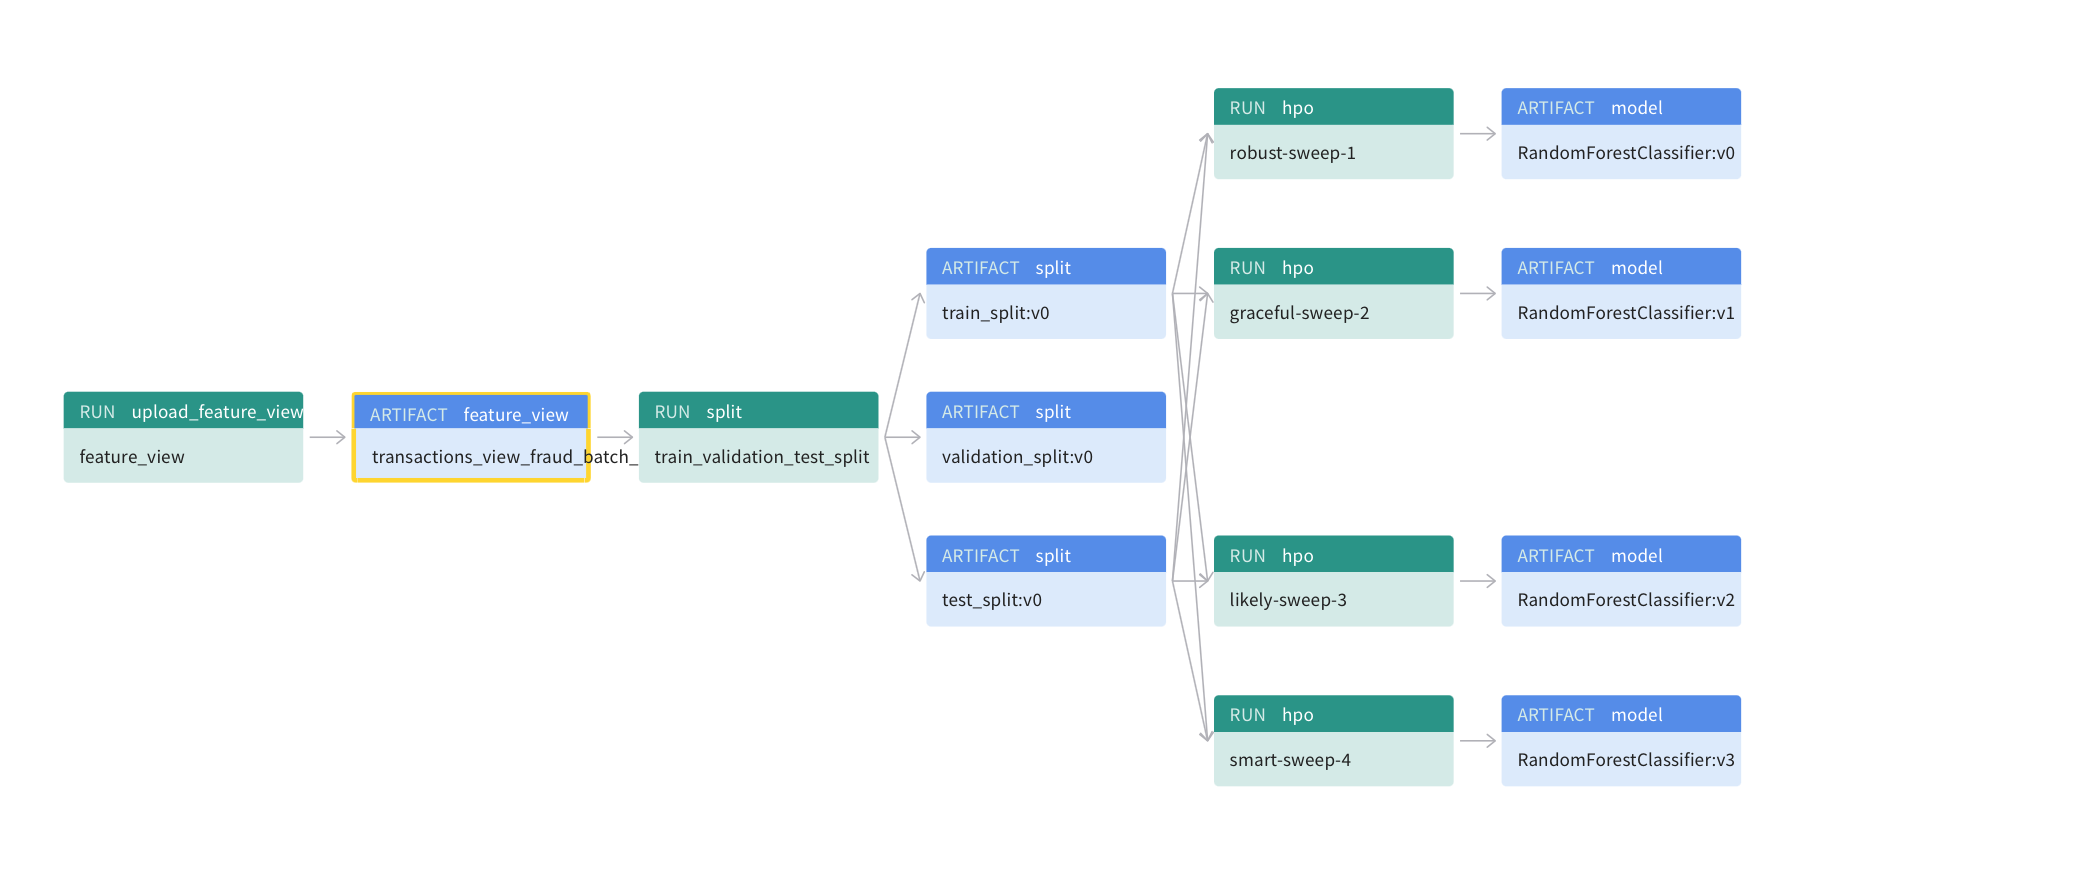 RUN upload_feature_view
feature_view
ARTIFACT feature_view
transactions_view_fraud_batch_
RUN split
train_validation_test_split
ARTIFACT split
train_split:v0
ARTIFACT split
validation_split:v0
ARTIFACT split
test_split:v0
RUN hpo
robust-sweep-1
ARTIFACT model
RandomForestClassifier:v0
RUN hpo
graceful-sweep-2
ARTIFACT model
RandomForestClassifier:v1
RUN hpo
likely-sweep-3
ARTIFACT model
RandomForestClassifier:v2
RUN hpo
smart-sweep-4
ARTIFACT model
RandomForestClassifier:v3